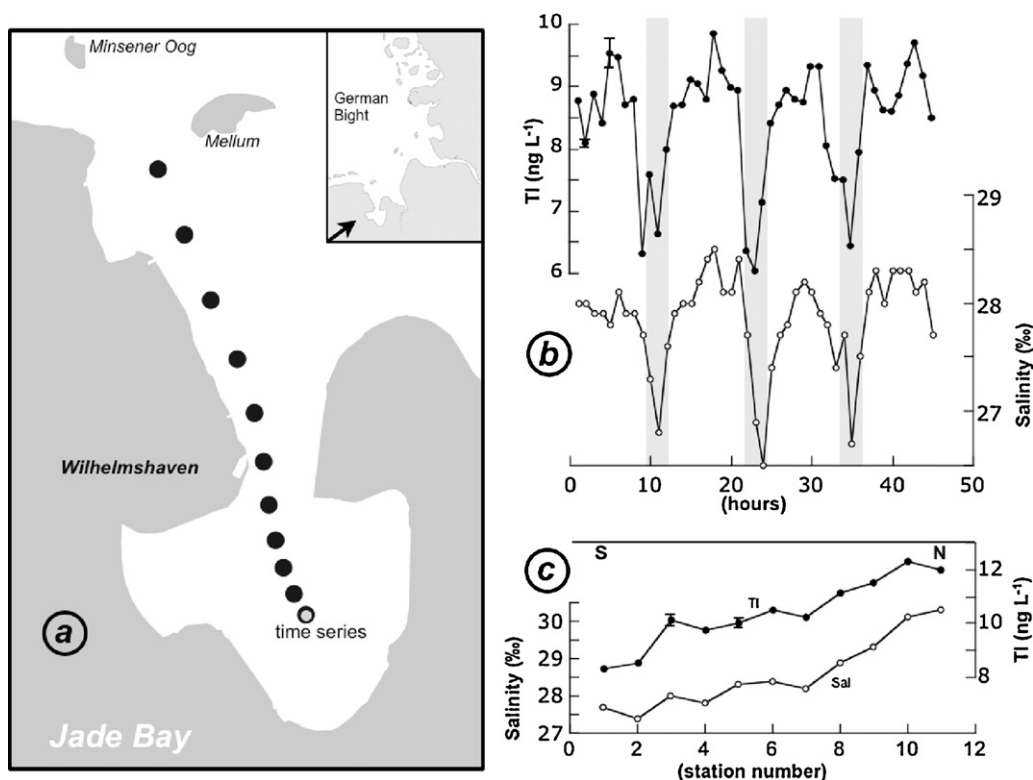 Minsener Oog
Mellum
German
Bight
Wilhelmshaven
time series
a
Jade Bay
10
9
8
7
6
Tl (ng L⁻¹)
29
28
27
Salinity (‰)
b
0 10 20 30 40 50
(hours)
c
S
N
Tl
Sal
30
29
28
27
Salinity (‰)
12
10
8
Tl (ng L⁻¹)
0 2 4 6 8 10 12
(station number)